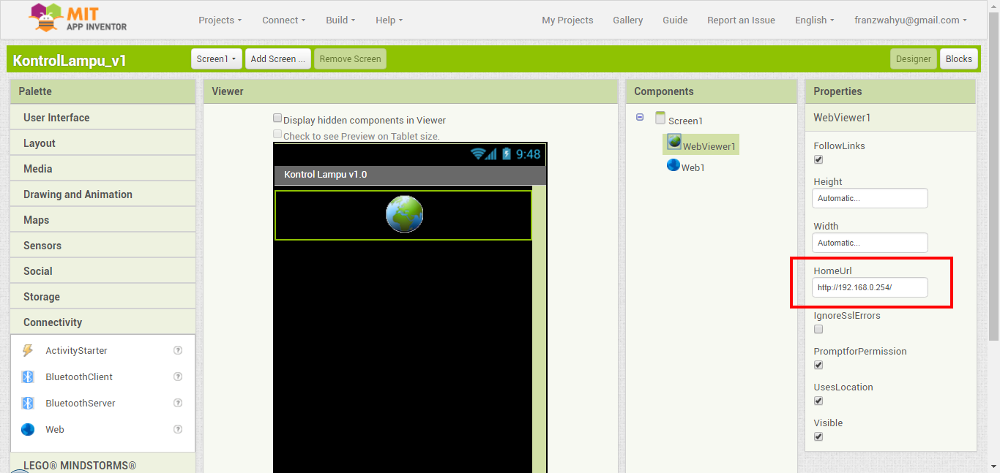 MIT
APP INVENTOR
Projects Connect Build Help My Projects Gallery Guide Report an Issue English franzwahyu@gmail.com
KontrolLampu_v1 Screen1 Add Screen ... Remove Screen Designer Blocks
Palette
User Interface
Layout
Media
Drawing and Animation
Maps
Sensors
Social
Storage
Connectivity
ActivityStarter ?
BluetoothClient ?
BluetoothServer ?
Web ?
LEGO® MINDSTORMS®
Viewer
Display hidden components in Viewer
Check to see Preview on Tablet size.
9:48
Kontrol Lampu v1.0
Components
Screen1
WebViewer1
Web1
Properties
WebViewer1
FollowLinks
Height
Automatic...
Width
Automatic...
HomeUrl
http://192.168.0.254/
IgnoreSslErrors
PromptforPermission
UsesLocation
Visible